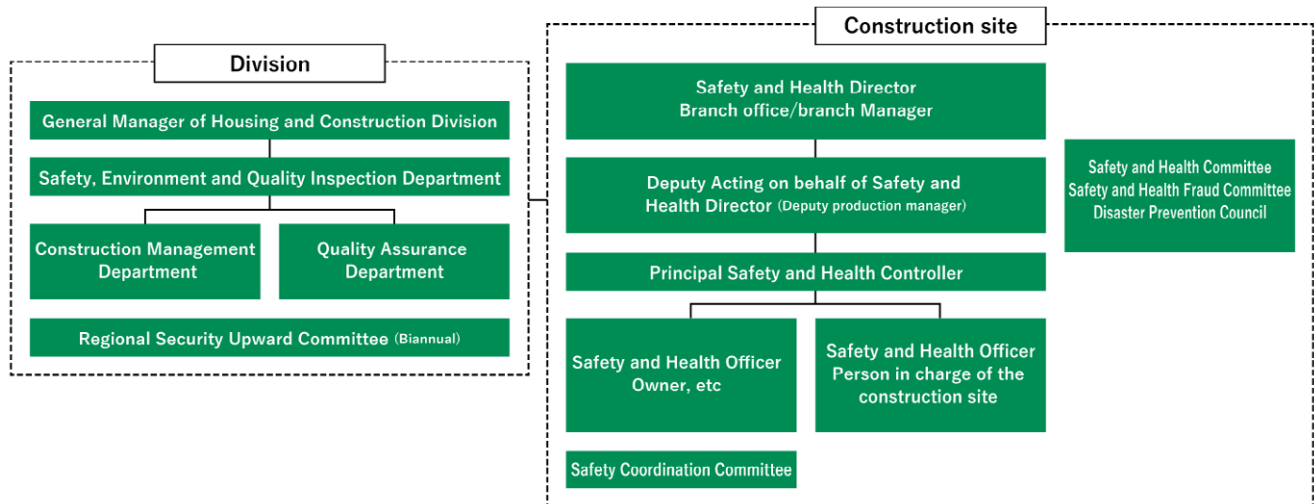 Division
General Manager of Housing and Construction Division
Safety, Environment and Quality Inspection Department
Construction Management
Department
Quality Assurance
Department
Regional Security Upward Committee (Biannual)
Construction site
Safety and Health Director
Branch office/branch Manager
Deputy Acting on behalf of Safety and
Health Director (Deputy production manager)
Principal Safety and Health Controller
Safety and Health Officer
Owner, etc
Safety and Health Officer
Person in charge of the
construction site
Safety Coordination Committee
Safety and Health Committee
Safety and Health Fraud Committee
Disaster Prevention Council